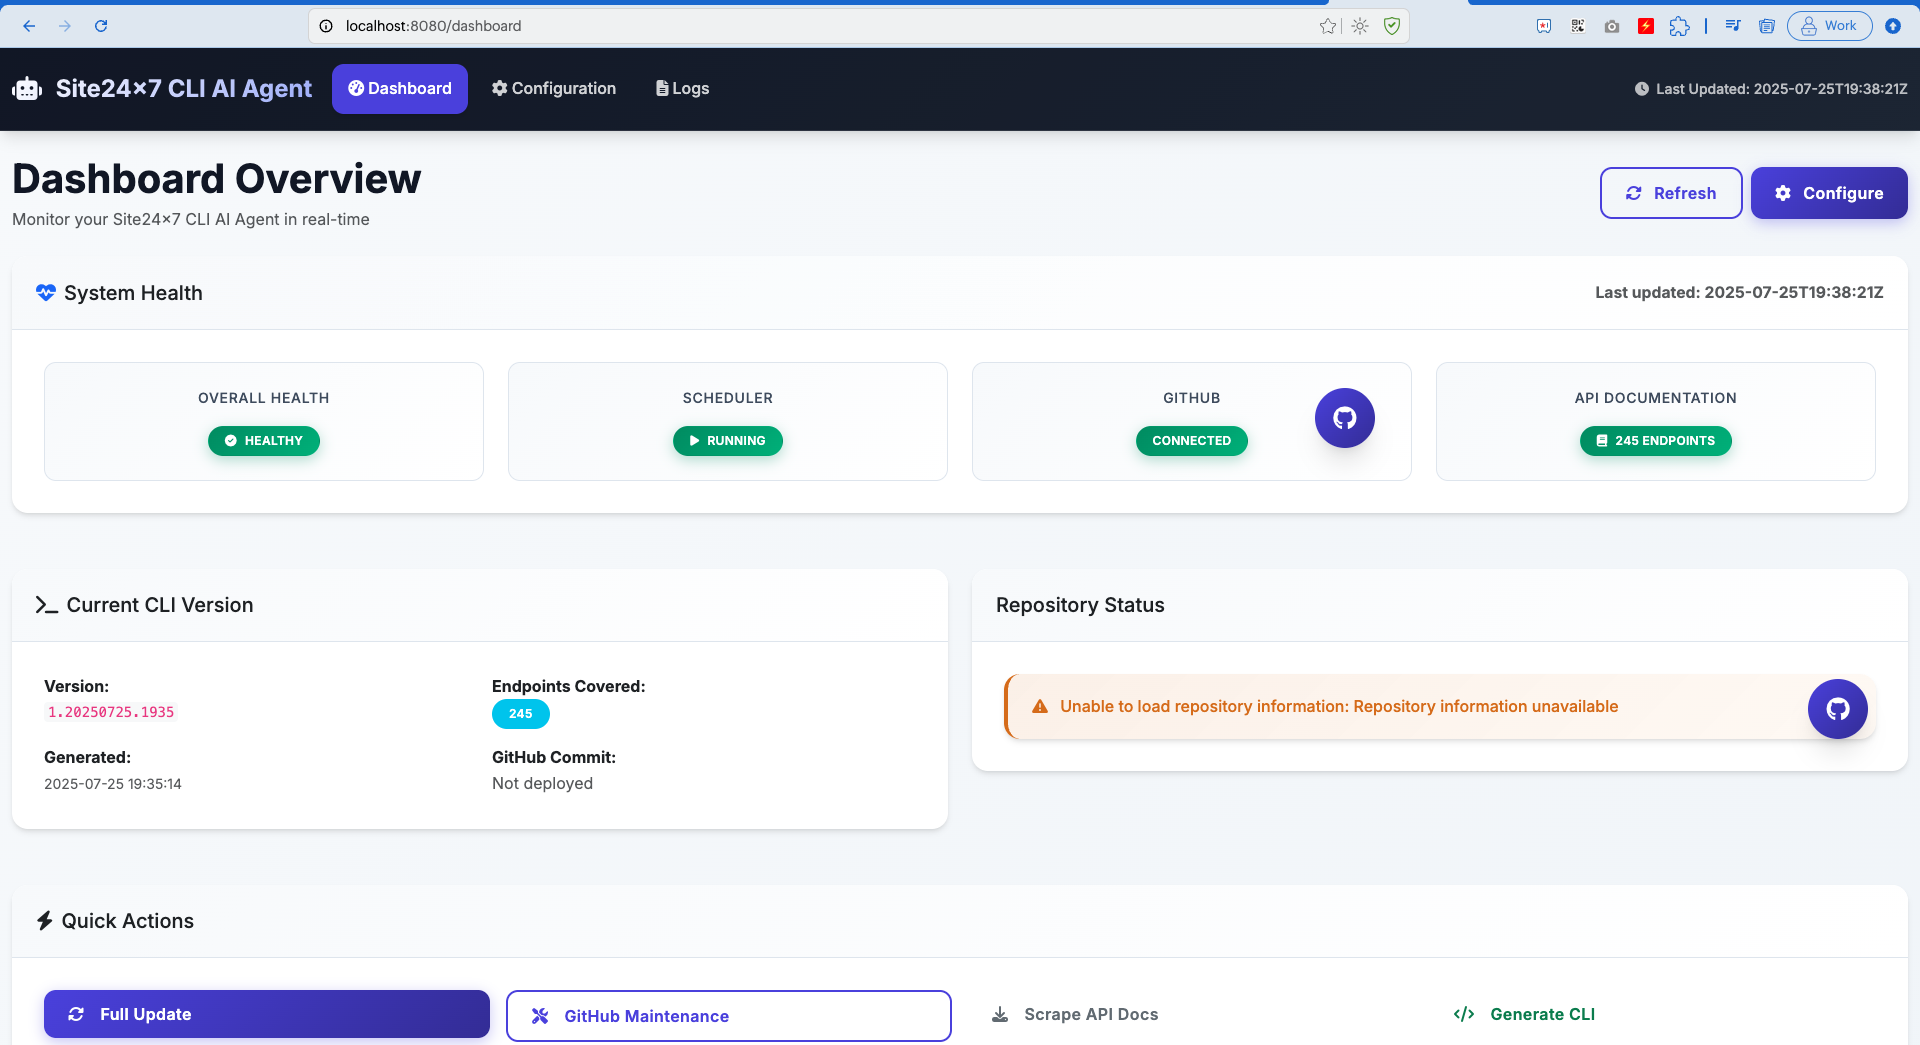 localhost:8080/dashboard
Work
Site24x7 CLI AI Agent
Dashboard
Configuration
Logs
Last Updated: 2025-07-25T19:38:21Z
Dashboard Overview
Monitor your Site24x7 CLI AI Agent in real-time
Refresh
Configure
System Health
Last updated: 2025-07-25T19:38:21Z
OVERALL HEALTH
HEALTHY
SCHEDULER
RUNNING
GITHUB
CONNECTED
API DOCUMENTATION
245 ENDPOINTS
Current CLI Version
Version:
1.20250725.1935
Endpoints Covered:
245
Generated:
2025-07-25 19:35:14
GitHub Commit:
Not deployed
Repository Status
Unable to load repository information: Repository information unavailable
Quick Actions
Full Update
GitHub Maintenance
Scrape API Docs
Generate CLI